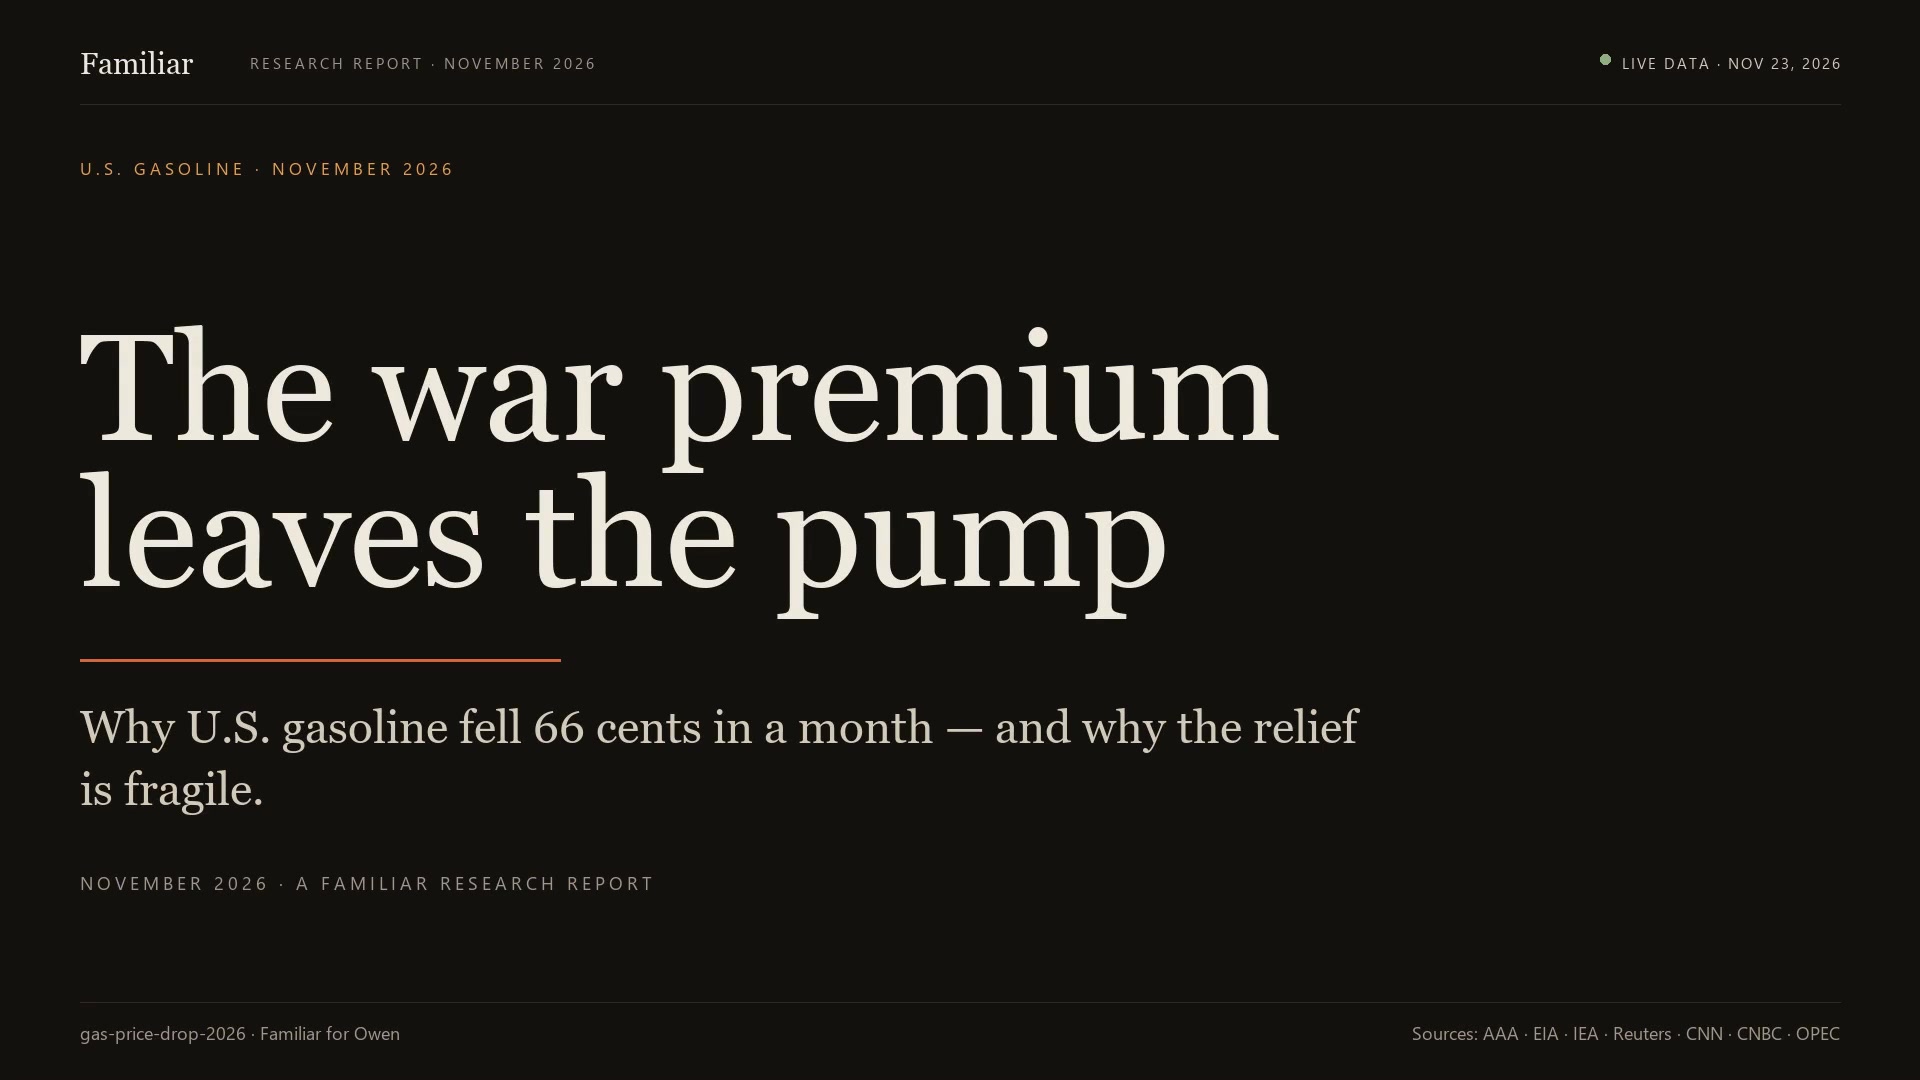 Familiar
RESEARCH REPORT · NOVEMBER 2026
LIVE DATA · NOV 23, 2026
U.S. GASOLINE · NOVEMBER 2026
The war premium
leaves the pump
Why U.S. gasoline fell 66 cents in a month — and why the relief
is fragile.
NOVEMBER 2026 · A FAMILIAR RESEARCH REPORT
gas-price-drop-2026 · Familiar for Owen
Sources: AAA · EIA · IEA · Reuters · CNN · CNBC · OPEC